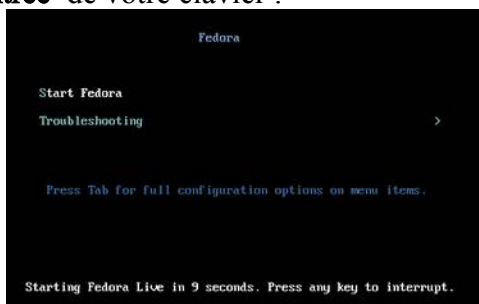 de votre clavier :
Fedora
Start Fedora
Troubleshooting >
Press Tab for full configuration options on menu items.
Starting Fedora Live in 9 seconds. Press any key to interrupt.